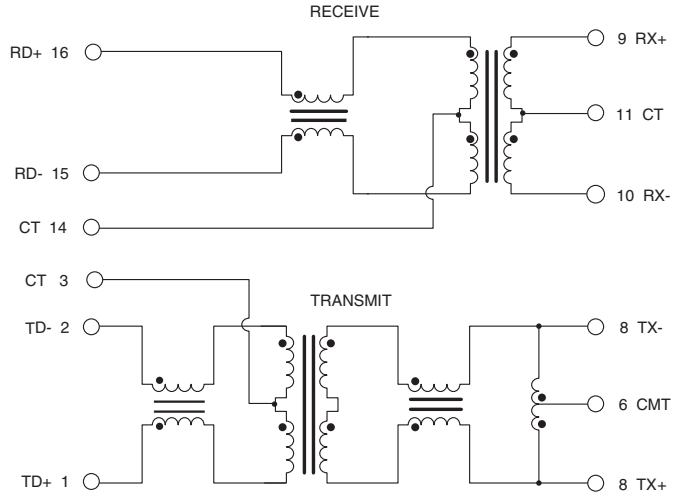 RECEIVE
RD+ 16
9 RX+
11 CT
RD- 15
10 RX-
CT 14
CT 3
TRANSMIT
TD- 2
8 TX-
6 CMT
TD+ 1
8 TX+